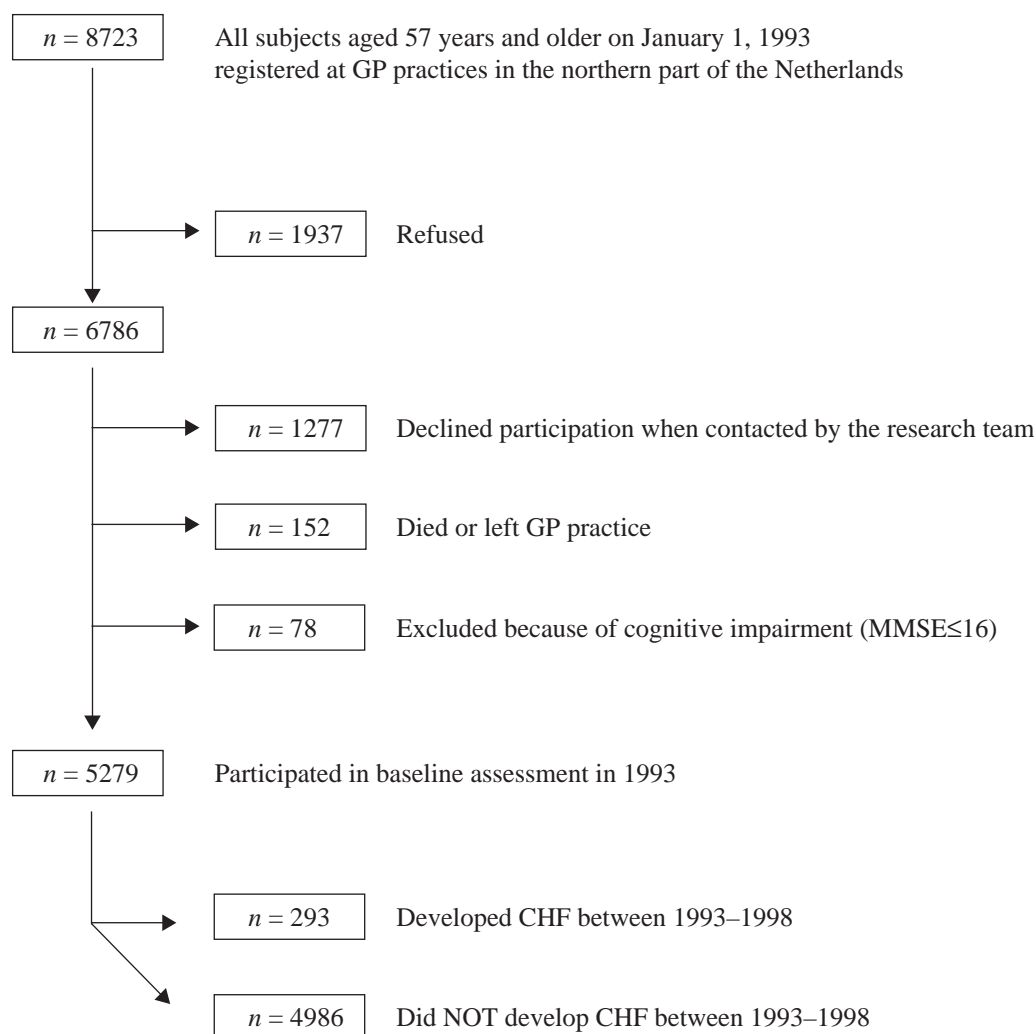 n = 8723
All subjects aged 57 years and older on January 1, 1993
registered at GP practices in the northern part of the Netherlands
n = 1937 Refused
n = 6786
n = 1277 Declined participation when contacted by the research team
n = 152 Died or left GP practice
n = 78 Excluded because of cognitive impairment (MMSE≤16)
n = 5279 Participated in baseline assessment in 1993
n = 293 Developed CHF between 1993–1998
n = 4986 Did NOT develop CHF between 1993–1998